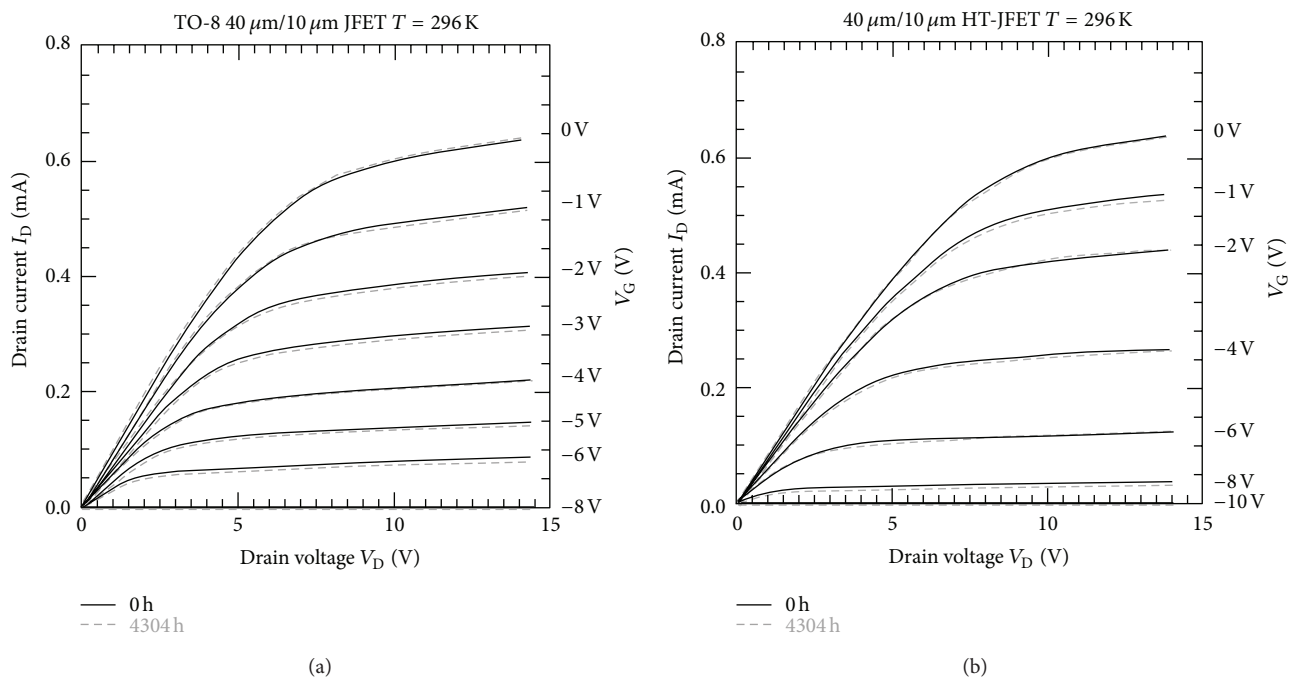 TO-8 40 μm/10 μm JFET T = 296 K
0.8
0.6
0.4
0.2
0.0
Drain current I_D (mA)
0 V
−1 V
−2 V
−3 V
−4 V
−5 V
−6 V
−8 V
V_G (V)
0
5
10
15
Drain voltage V_D (V)
0 h
4304 h
(a)
40 μm/10 μm HT-JFET T = 296 K
0.8
0.6
0.4
0.2
0.0
Drain current I_D (mA)
0 V
−1 V
−2 V
−4 V
−6 V
−8 V
−10 V
V_G (V)
0
5
10
15
Drain voltage V_D (V)
0 h
4304 h
(b)